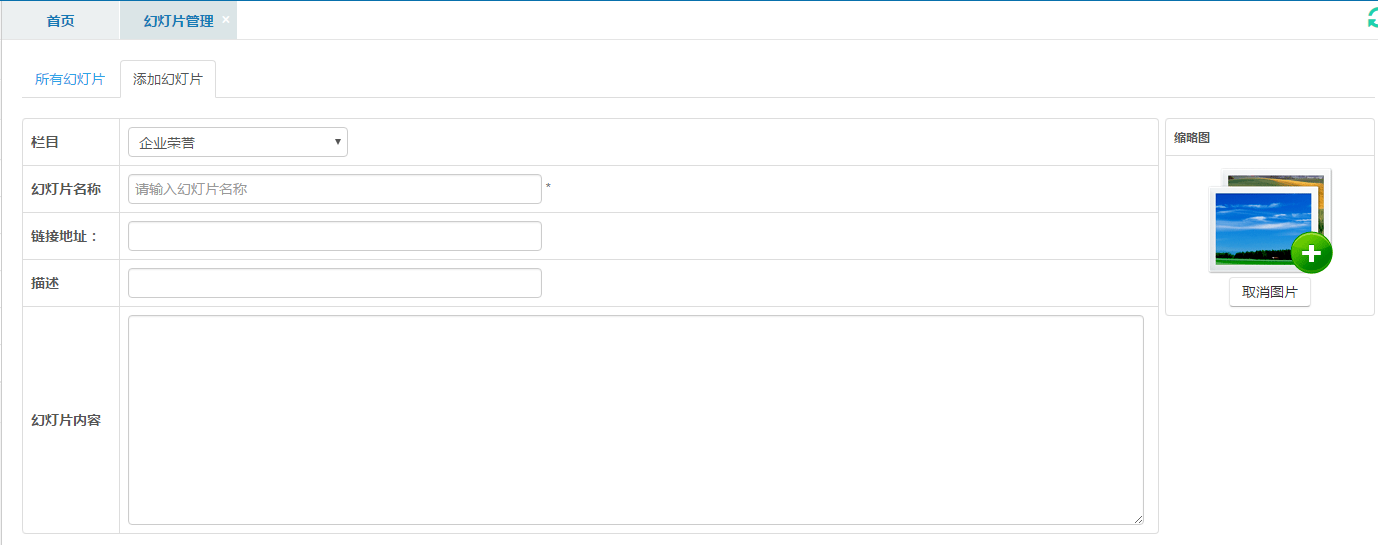 首页
幻灯片管理 ×
所有幻灯片
添加幻灯片
栏目
企业荣誉
幻灯片名称
请输入幻灯片名称 *
链接地址：
描述
幻灯片内容
缩略图
取消图片